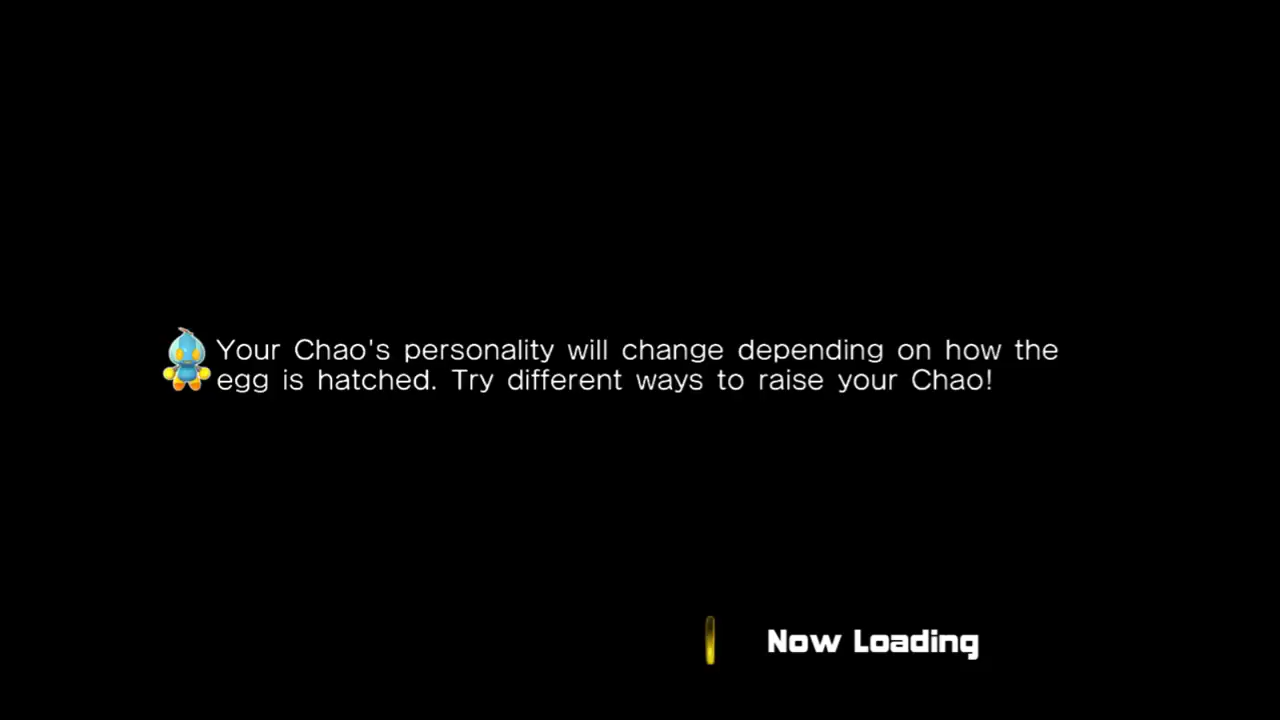 Your Chao's personality will change depending on how the
egg is hatched. Try different ways to raise your Chao!
Now Loading